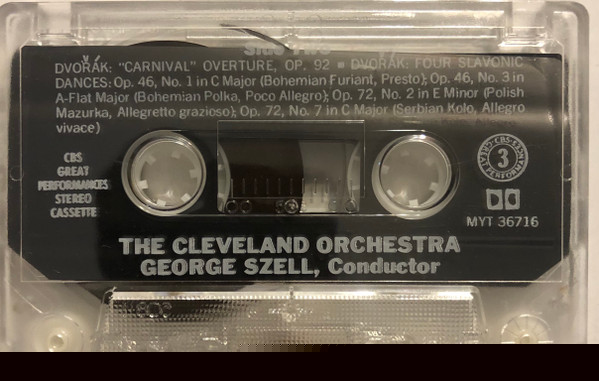 DVOŘÁK: "CARNIVAL" OVERTURE, OP. 92 ■ DVOŘÁK: FOUR SLAVONIC
DANCES: Op. 46, No. 1 in C Major (Bohemian Furiant, Presto); Op. 46, No. 3 in
A-Flat Major (Bohemian Polka, Poco Allegro); Op. 72, No. 2 in E Minor (Polish
Mazurka, Allegretto grazioso); Op. 72, No. 7 in C Major (Serbian Kolo, Allegro
vivace)
CBS
GREAT
PERFORMANCES
STEREO
CASSETTE
3
MYT 36716
THE CLEVELAND ORCHESTRA
GEORGE SZELL, Conductor